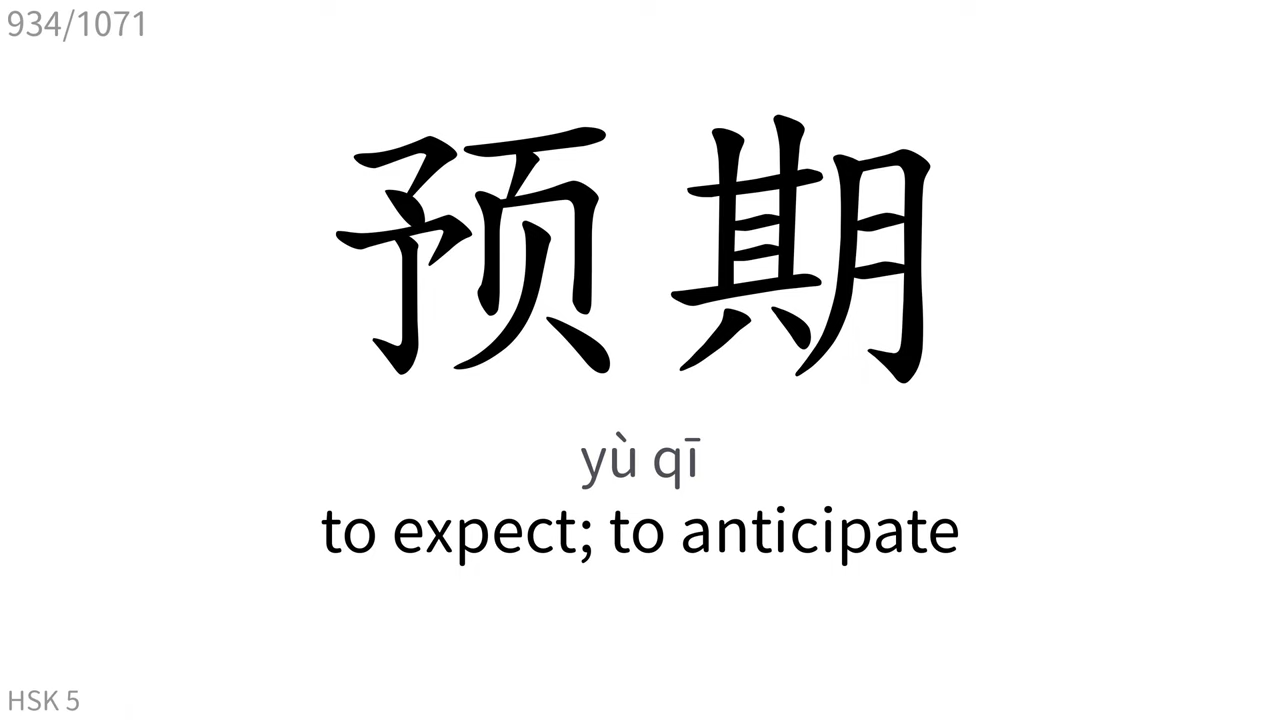 934/1071
预期
yù qī
to expect; to anticipate
HSK 5